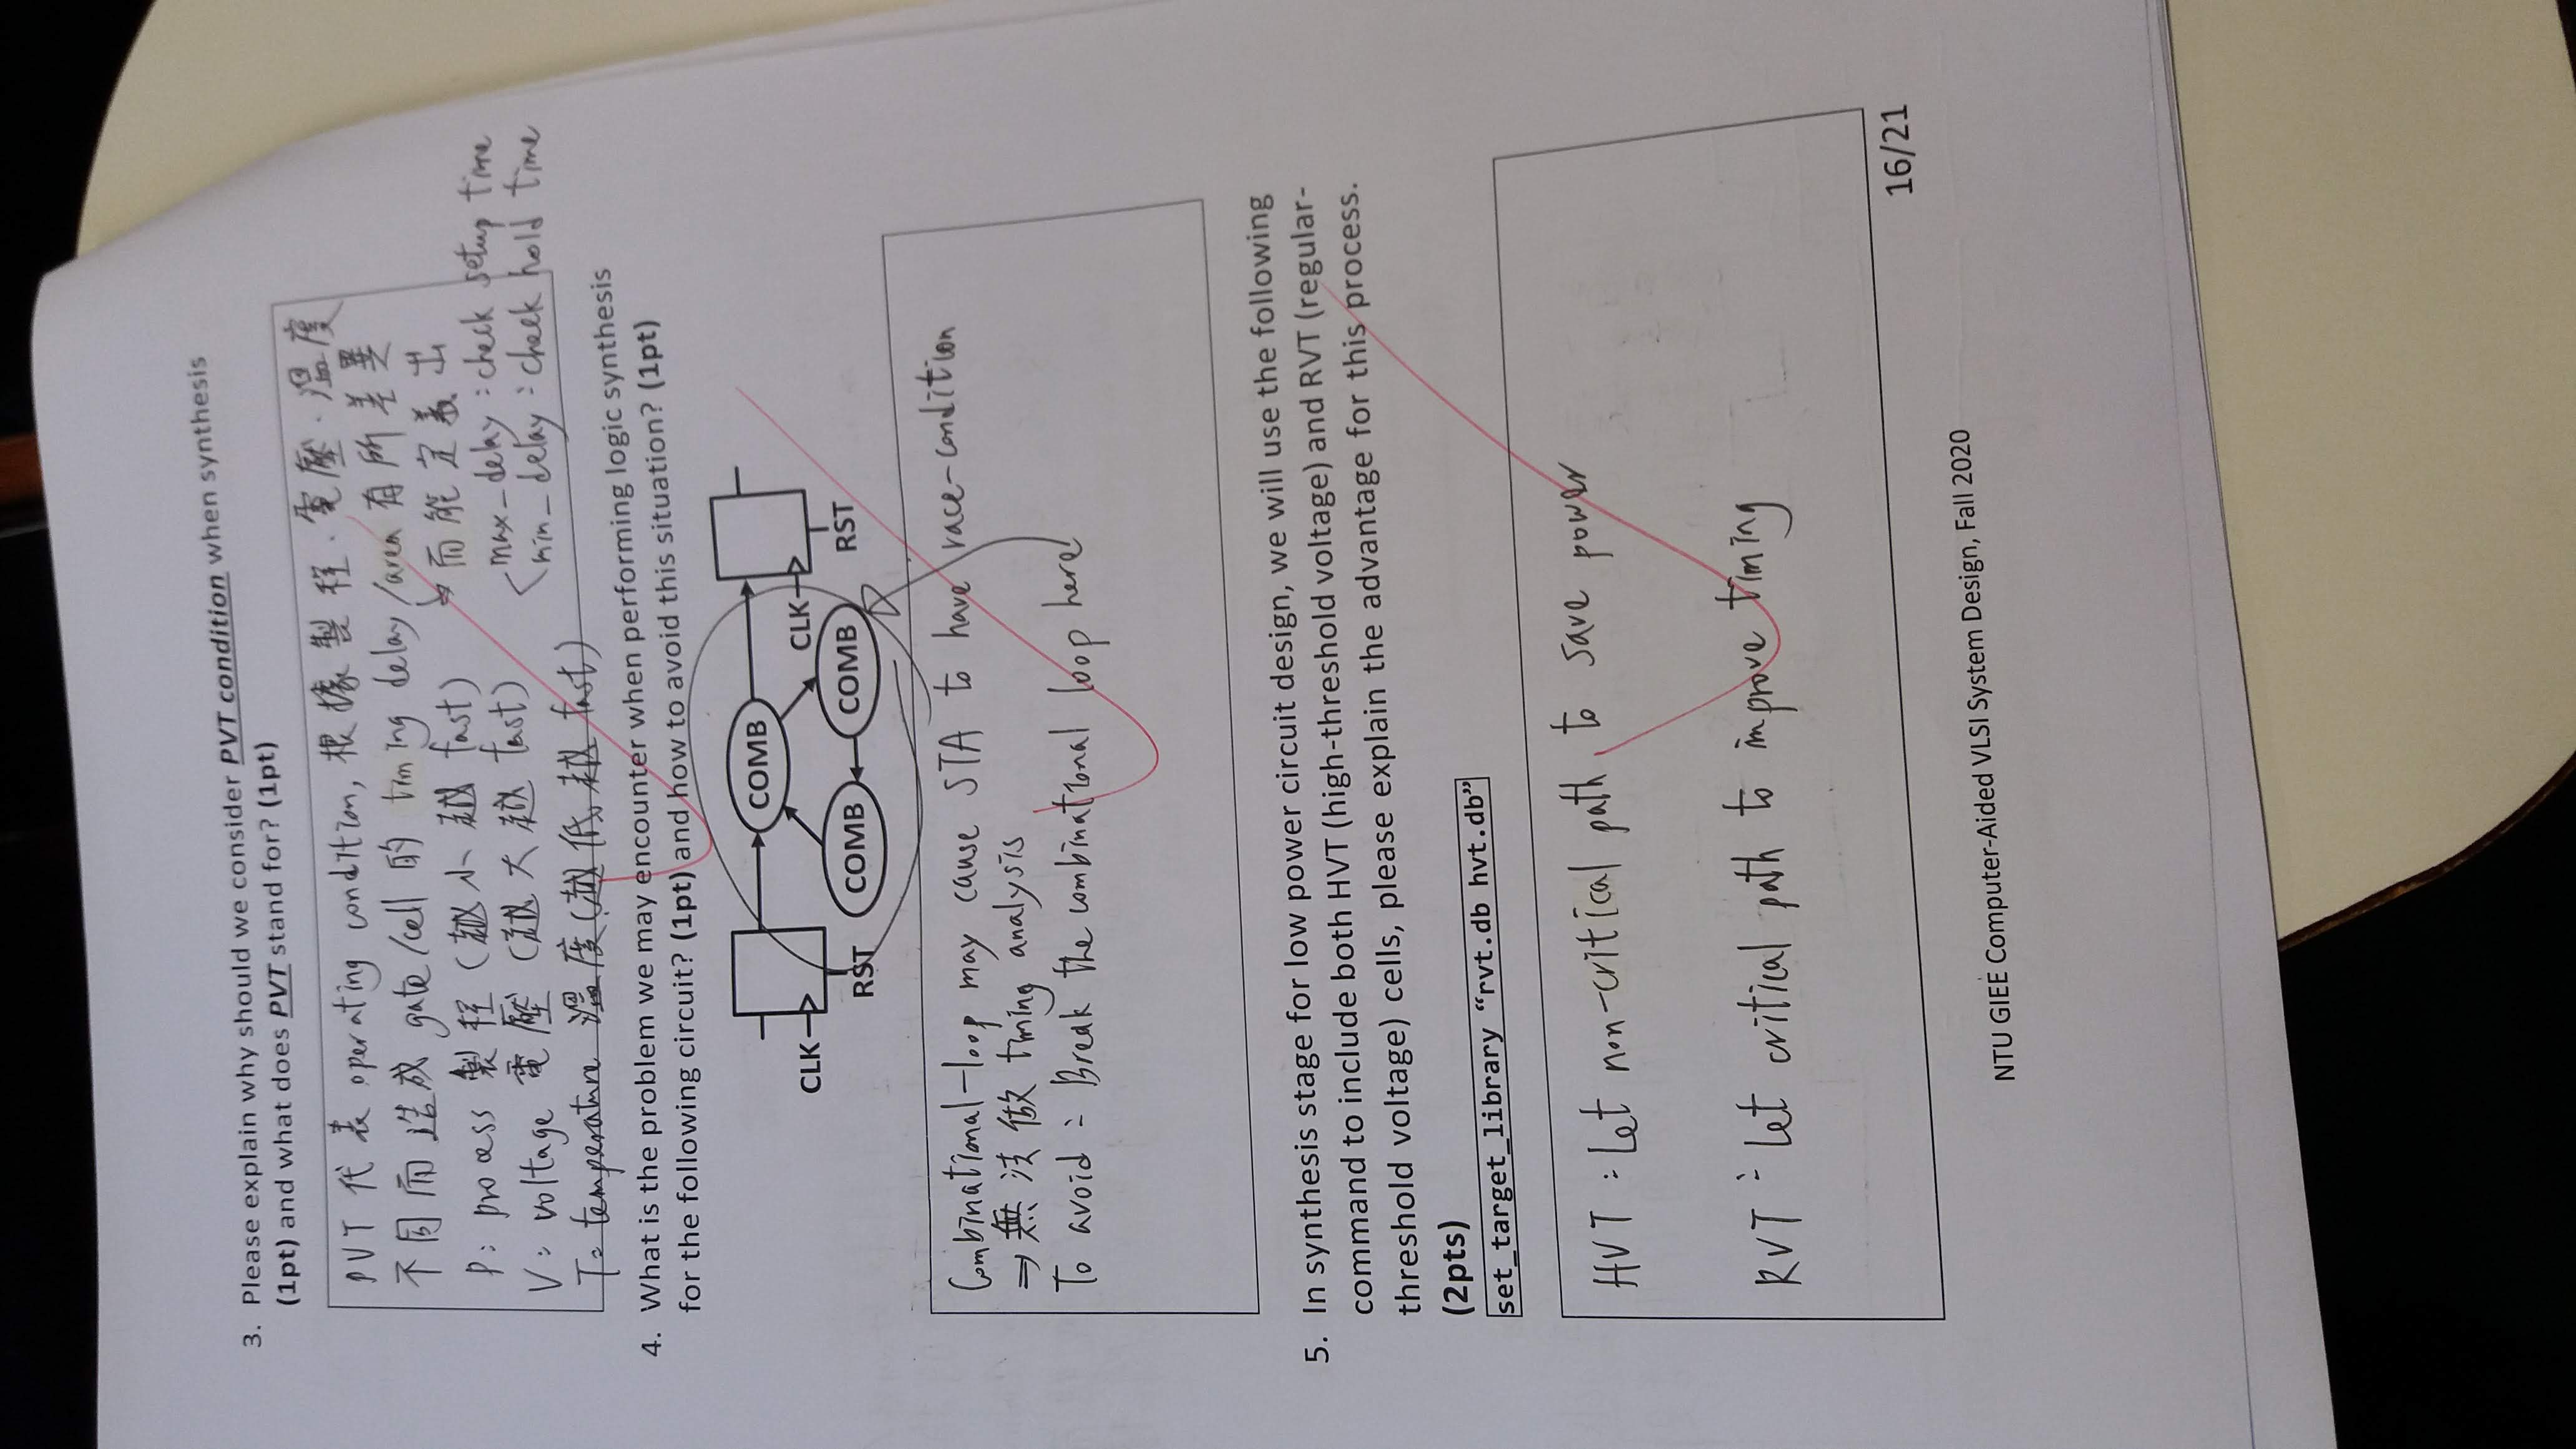 3. Please explain why should we consider PVT condition when synthesis
(1pt) and what does PVT stand for? (1pt)
PVT 代表 operating condition, 根據製程、電壓、溫度
不同而造成 gate/cell 的 timing delay/area 有所差異
↳ 而能定義出
P: process 製程 (越小越 fast)
max_delay : check setup time
V: voltage 電壓 (越大越 fast)
min_delay : check hold time
T: temperature 溫度 (越低越 fast)
4. What is the problem we may encounter when performing logic synthesis
for the following circuit? (1pt) and how to avoid this situation? (1pt)
COMB
CLK
CLK
RST
COMB
COMB
RST
Combinational-loop may cause STA to have race-condition
⇒ 無法做 timing analysis
To avoid : Break the combinational loop here
5. In synthesis stage for low power circuit design, we will use the following
command to include both HVT (high-threshold voltage) and RVT (regular-
threshold voltage) cells, please explain the advantage for this process.
(2pts)
set_target_library “rvt.db hvt.db”
HVT : Let non-critical path, to save power
RVT : Let critical path to improve timing
16/21
NTU GIEE Computer-Aided VLSI System Design, Fall 2020